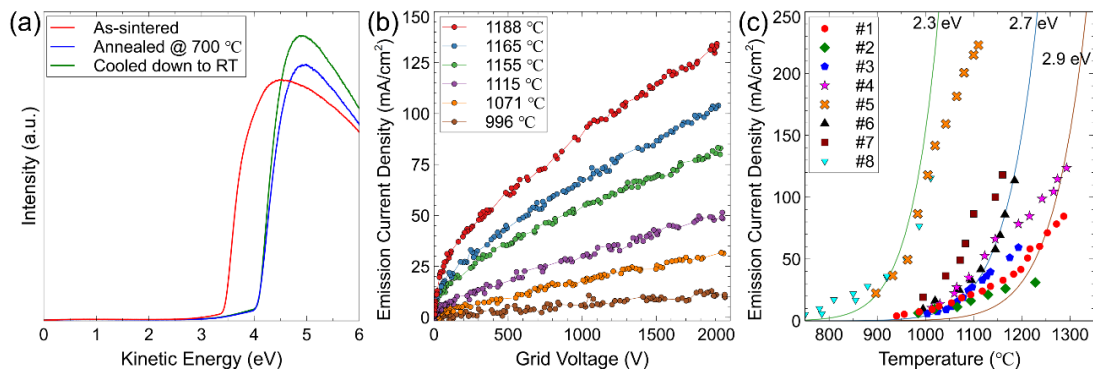 (a)
As-sintered
Annealed @ 700 ℃
Cooled down to RT
Intensity (a.u.)
0 1 2 3 4 5 6
Kinetic Energy (eV)
(b)
1188 ℃
1165 ℃
1155 ℃
1115 ℃
1071 ℃
996 ℃
Emission Current Density (mA/cm²)
150
125
100
75
50
25
0
0 500 1000 1500 2000
Grid Voltage (V)
(c)
2.3 eV
2.7 eV
2.9 eV
#1
#2
#3
#4
#5
#6
#7
#8
Emission Current Density (mA/cm²)
250
200
150
100
50
0
800 900 1000 1100 1200 1300
Temperature (℃)